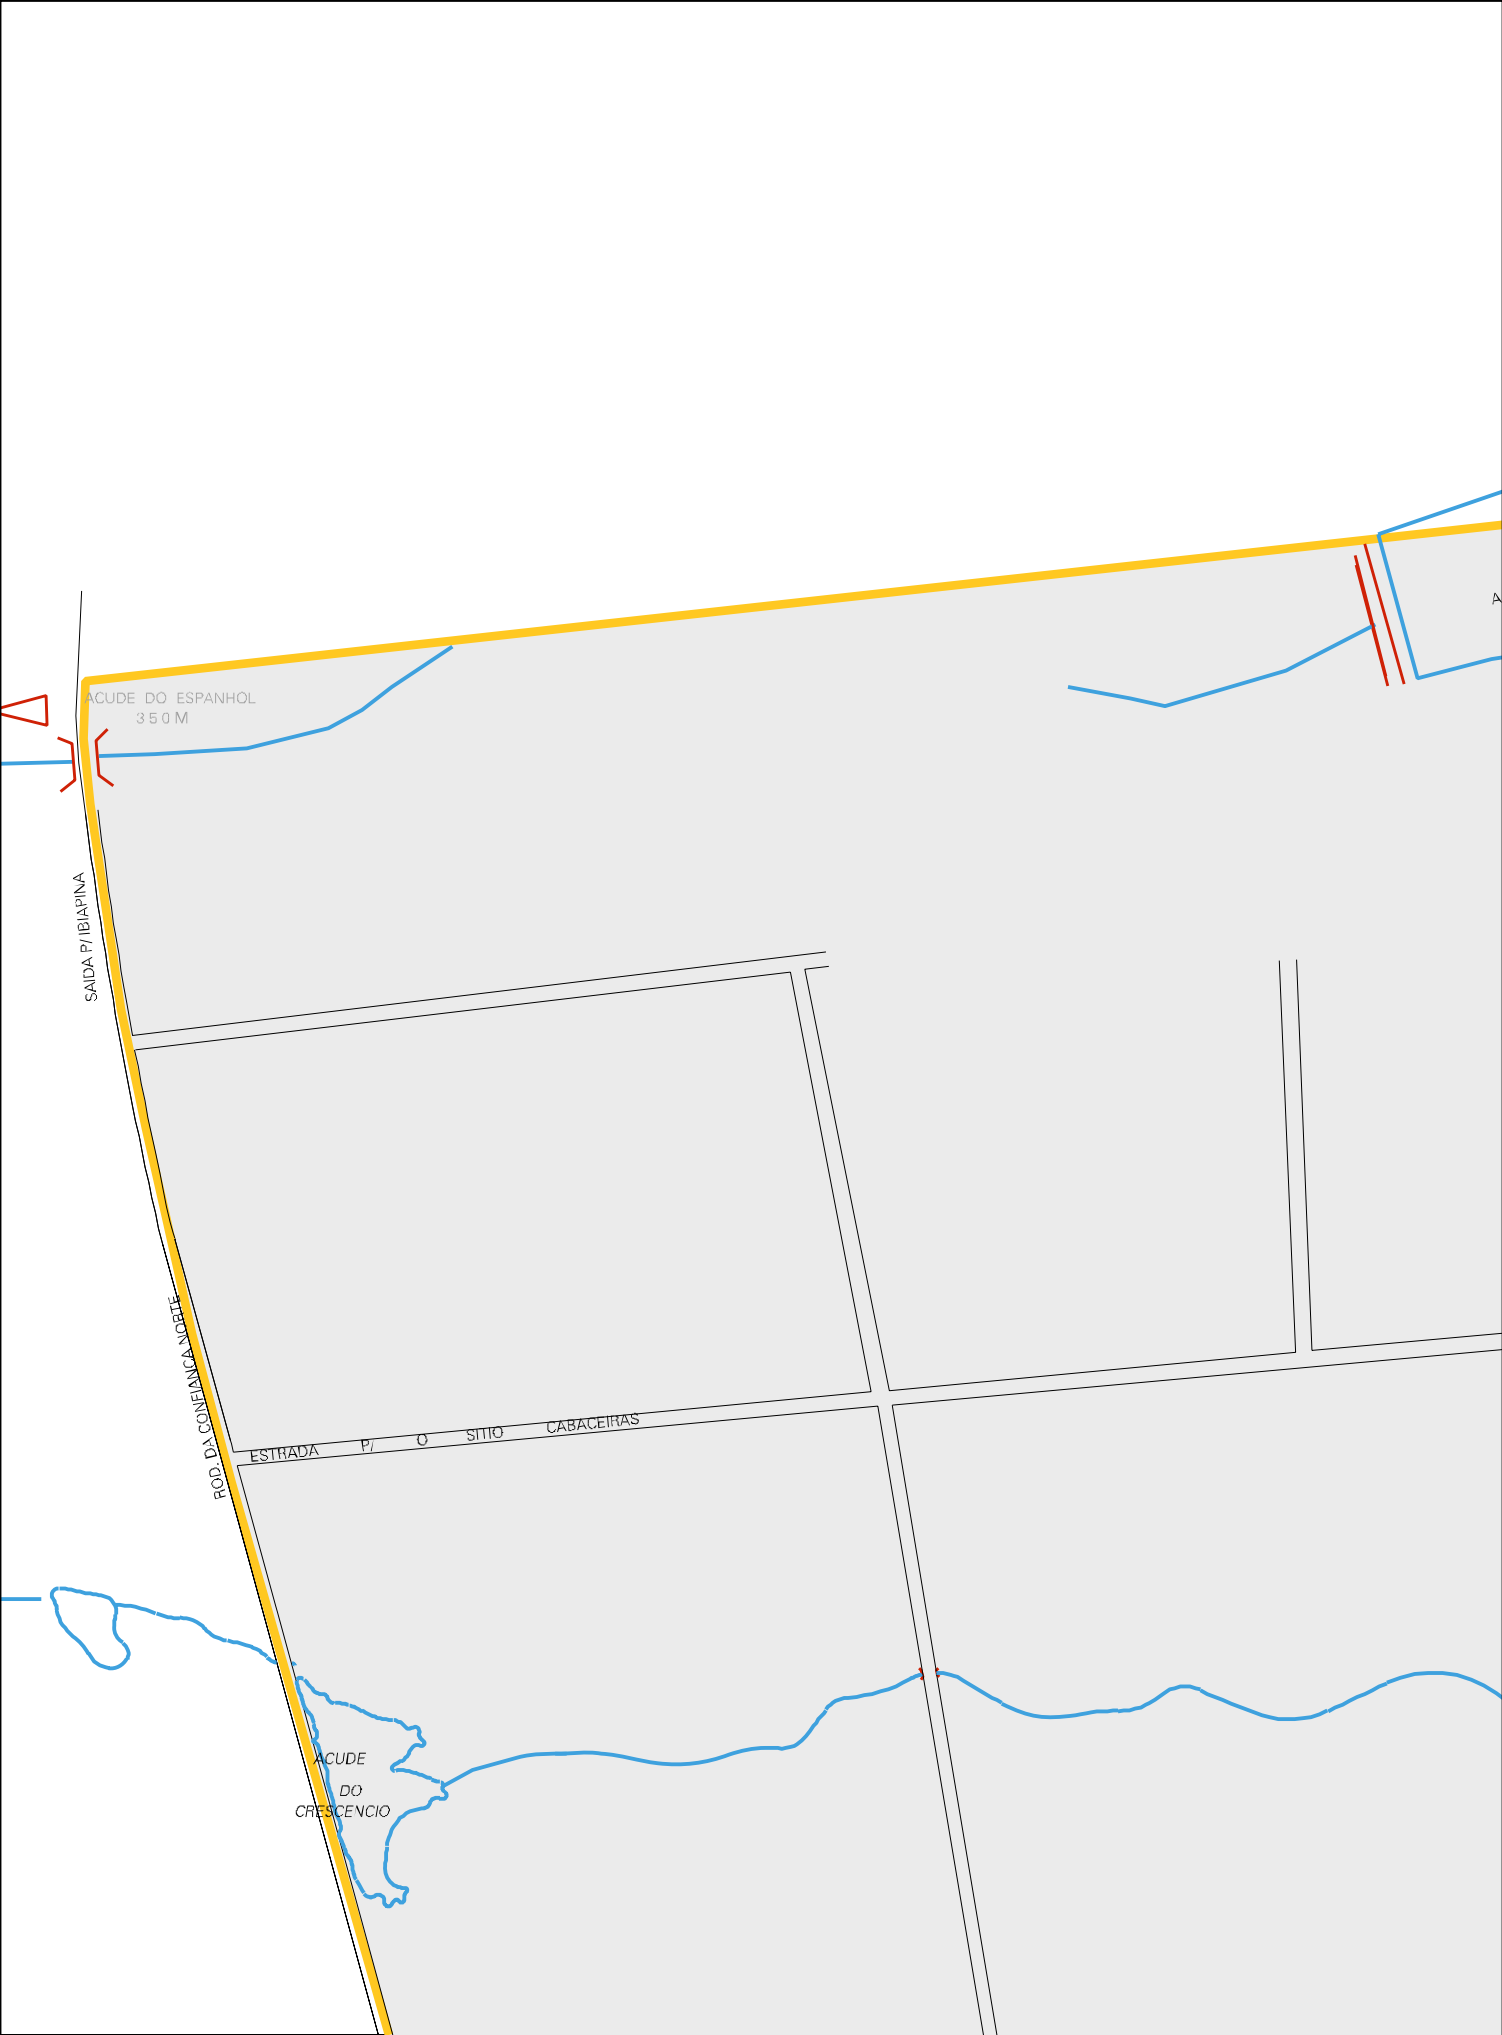 ACUDE DO ESPANHOL
350M
SAIDA P/IBIAPINA
ROD. DA CONFIANCA NORTE
ESTRADA P/ O SITIO CABACEIRAS
ACUDE
DO
CRESCENCIO